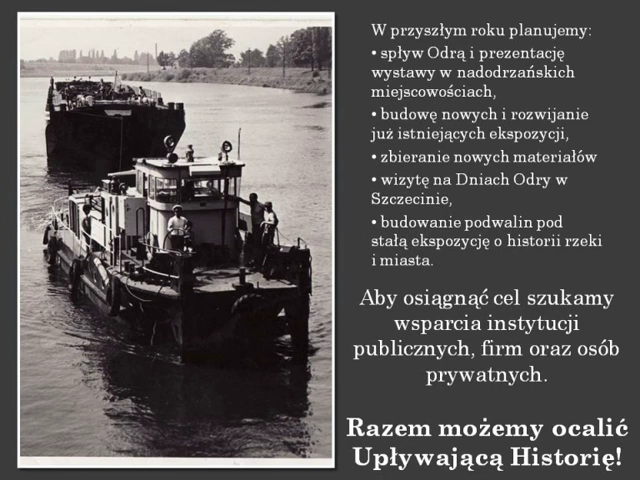 W przyszłym roku planujemy:
• spływ Odrą i prezentację
wystawy w nadodrzańskich
miejscowościach,
• budowę nowych i rozwijanie
już istniejących ekspozycji,
• zbieranie nowych materiałów
• wizytę na Dniach Odry w
Szczecinie,
• budowanie podwalin pod
stałą ekspozycję o historii rzeki
i miasta.
Aby osiągnąć cel szukamy
wsparcia instytucji
publicznych, firm oraz osób
prywatnych.
Razem możemy ocalić
Upływającą Historię!